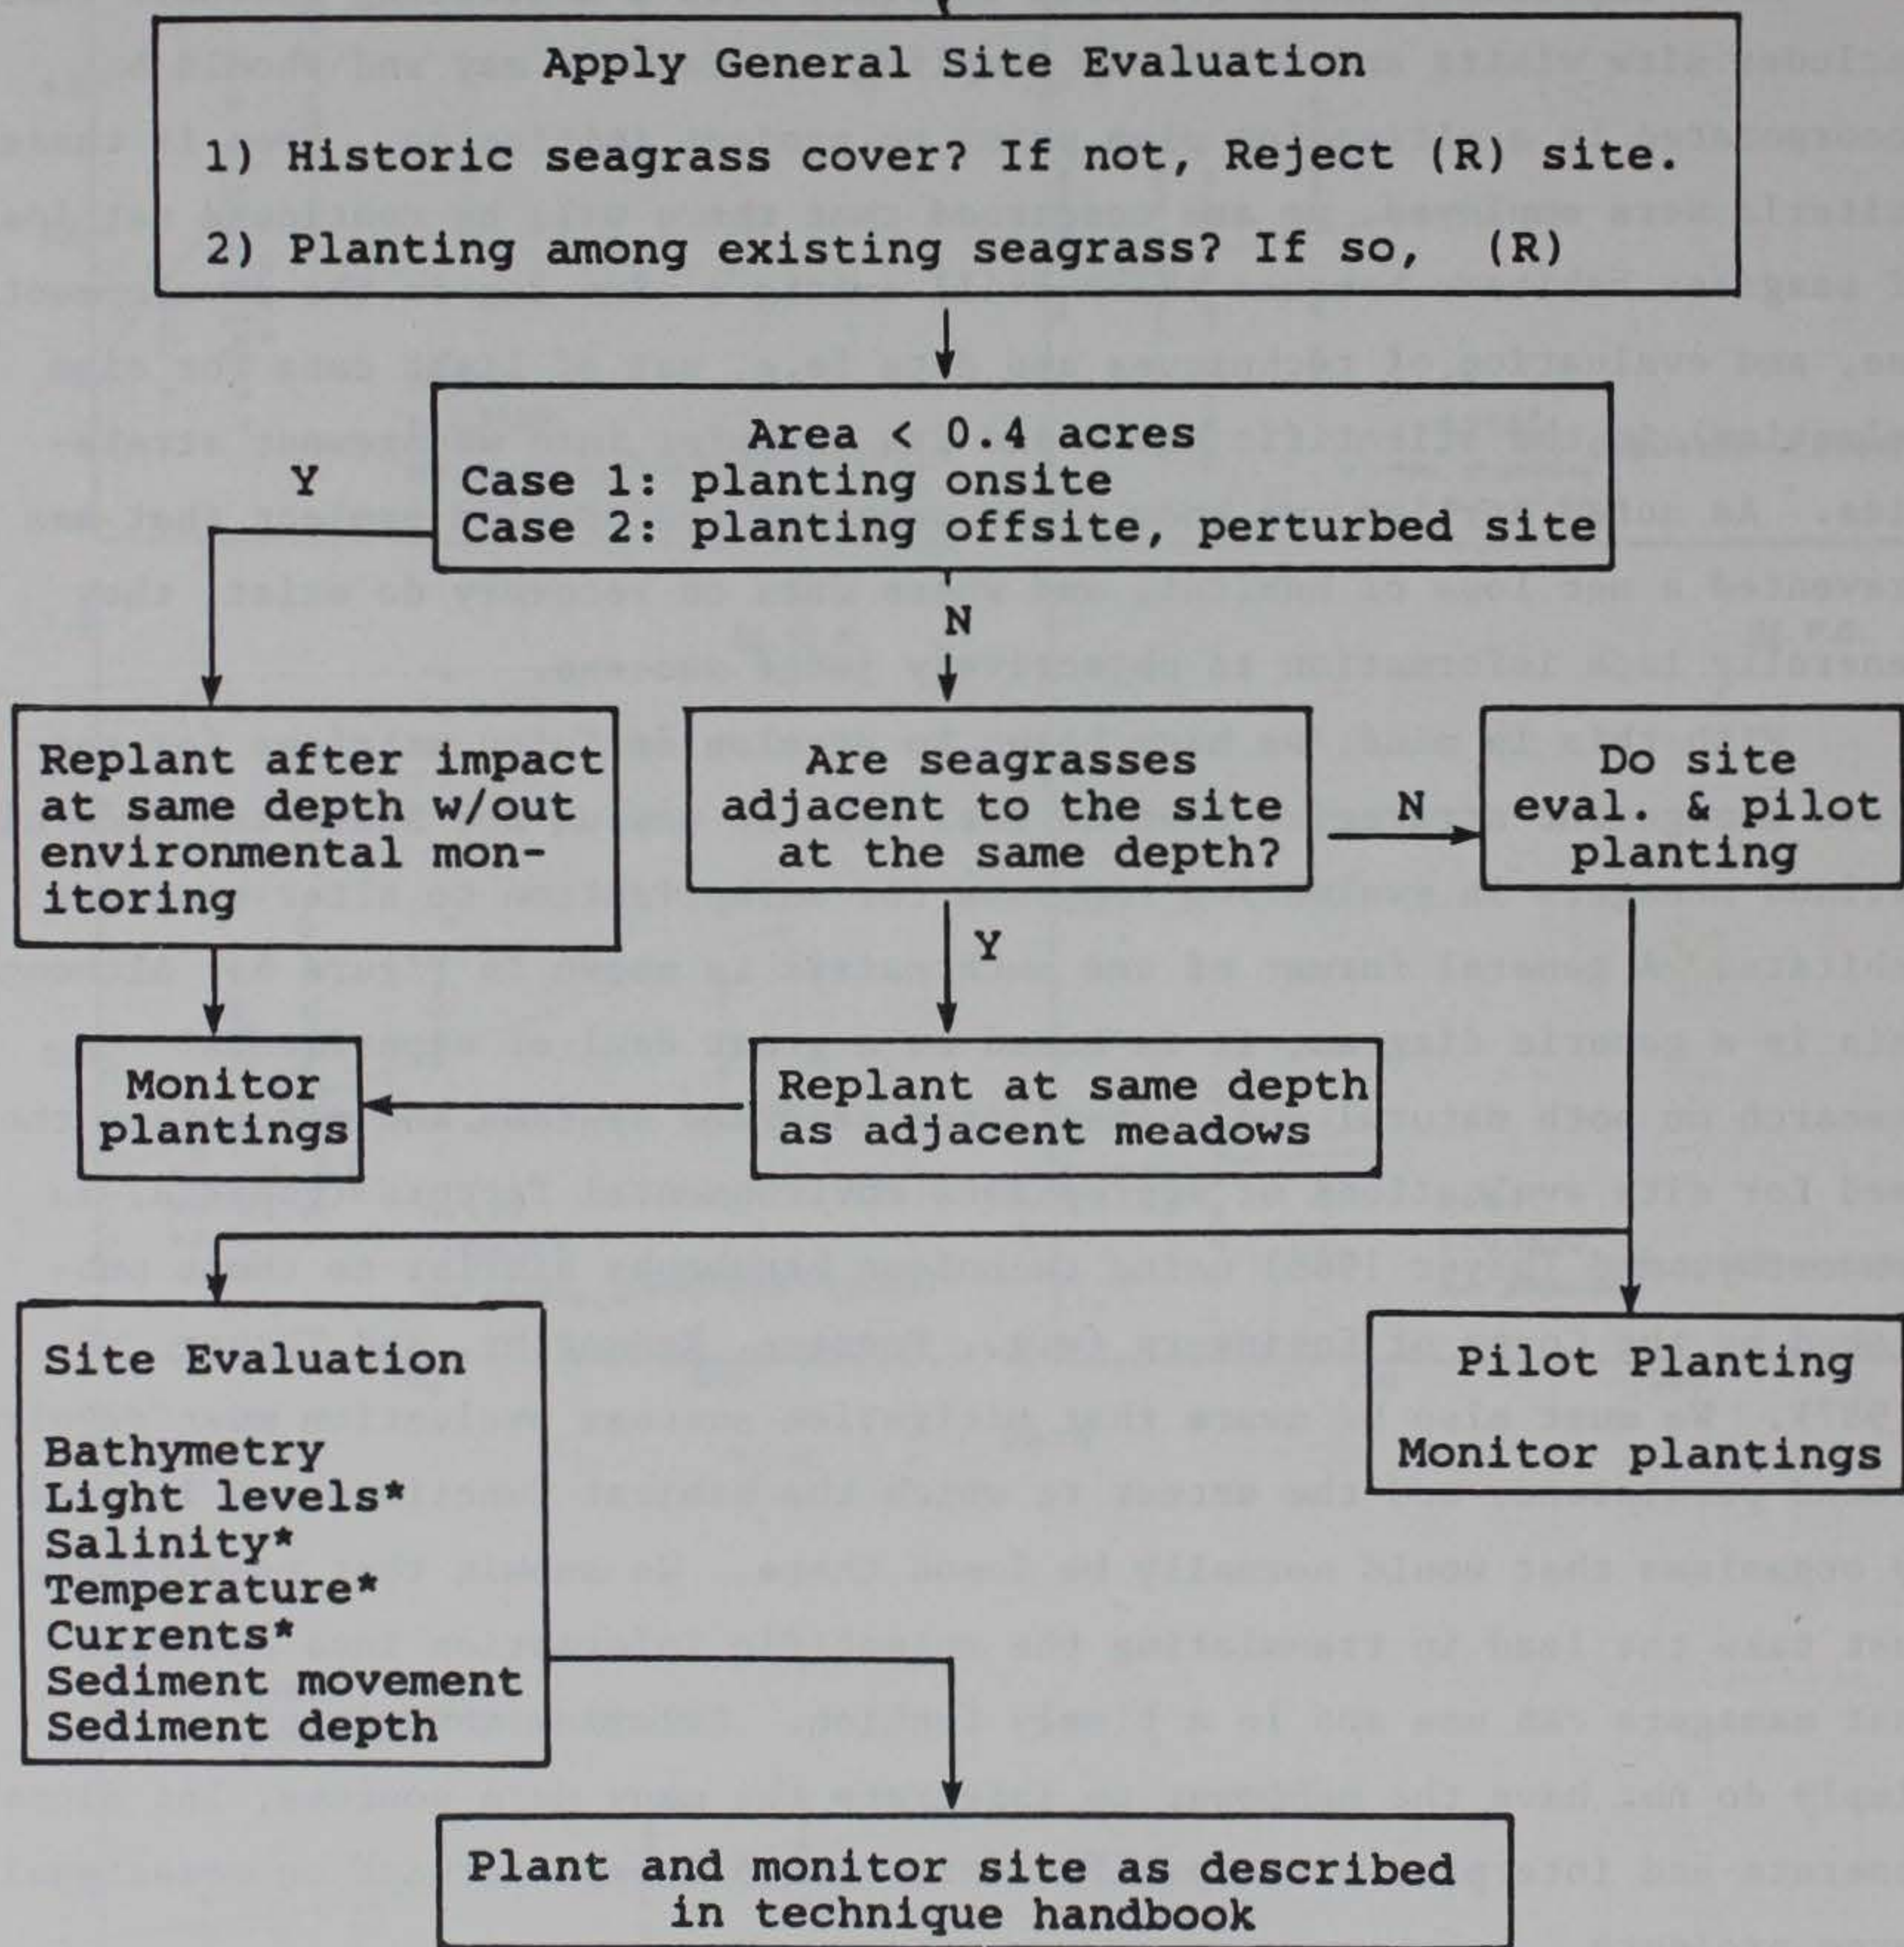 Apply General Site Evaluation
1) Historic seagrass cover? If not, Reject (R) site.
2) Planting among existing seagrass? If so, (R)
Area < 0.4 acres
Case 1: planting onsite
Case 2: planting offsite, perturbed site
Y
N
Replant after impact
at same depth w/out
environmental mon-
itoring
Are seagrasses
adjacent to the site
at the same depth?
N
Do site
eval. & pilot
planting
Y
Monitor
plantings
Replant at same depth
as adjacent meadows
Site Evaluation
Bathymetry
Light levels*
Salinity*
Temperature*
Currents*
Sediment movement
Sediment depth
Pilot Planting
Monitor plantings
Plant and monitor site as described
in technique handbook